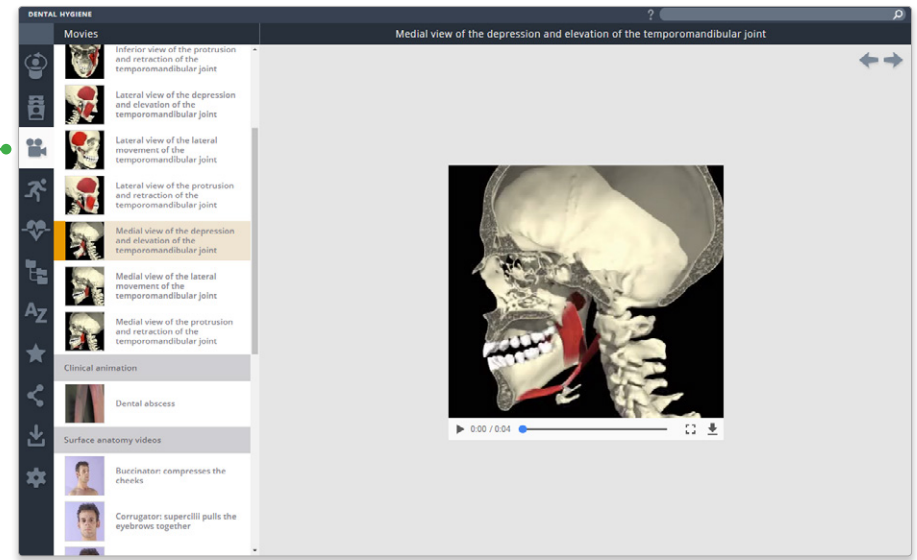 DENTAL HYGIENE
?
Movies
Medial view of the depression and elevation of the temporomandibular joint
Inferior view of the protrusion
and retraction of the
temporomandibular joint
Lateral view of the depression
and elevation of the
temporomandibular joint
Lateral view of the lateral
movement of the
temporomandibular joint
Lateral view of the protrusion
and retraction of the
temporomandibular joint
Medial view of the depression
and elevation of the
temporomandibular joint
Medial view of the lateral
movement of the
temporomandibular joint
Medial view of the protrusion
and retraction of the
temporomandibular joint
Clinical animation
Dental abscess
Surface anatomy videos
Buccinator: compresses the
cheeks
Corrugator: supercilli pulls the
eyebrows together
AZ
0:00 / 0:04